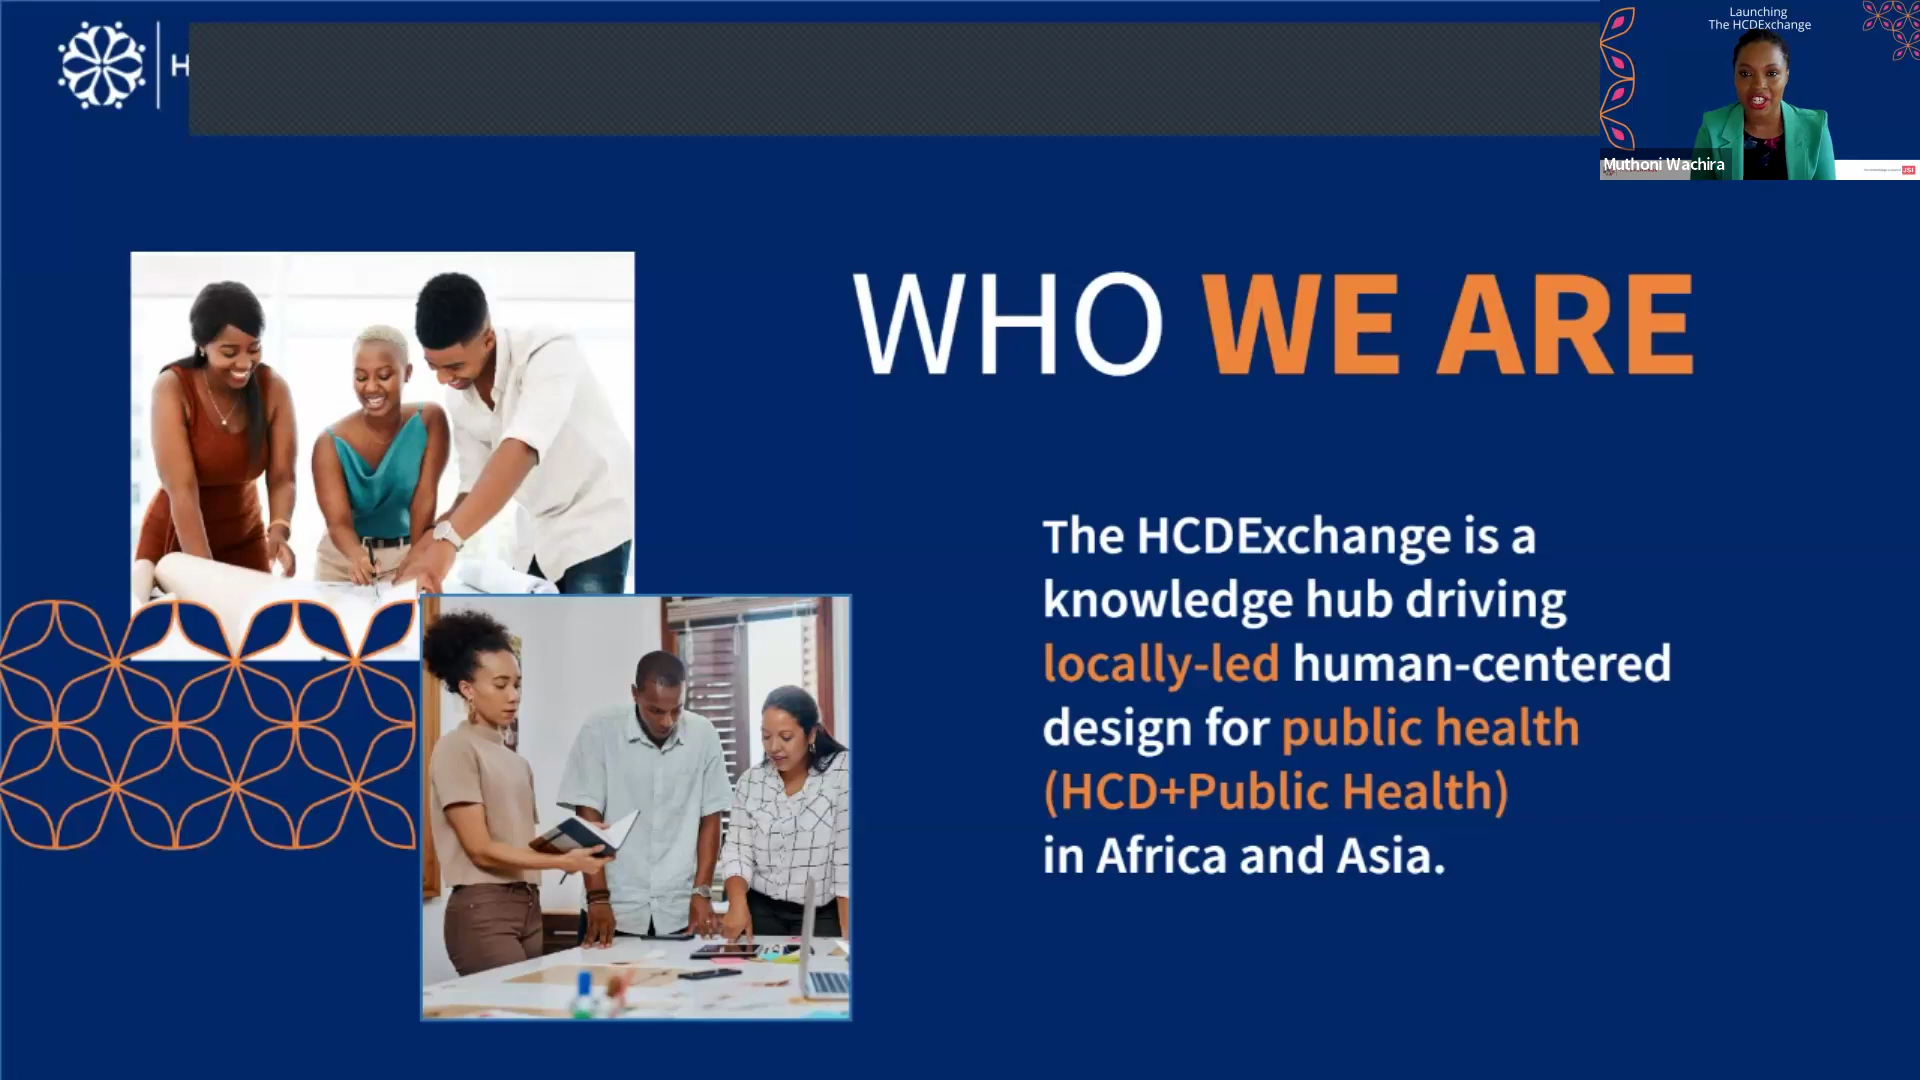 H
Launching
The HCDExchange
Muthoni Wachira
JSI
WHO WE ARE
The HCDExchange is a
knowledge hub driving
locally-led human-centered
design for public health
(HCD+Public Health)
in Africa and Asia.